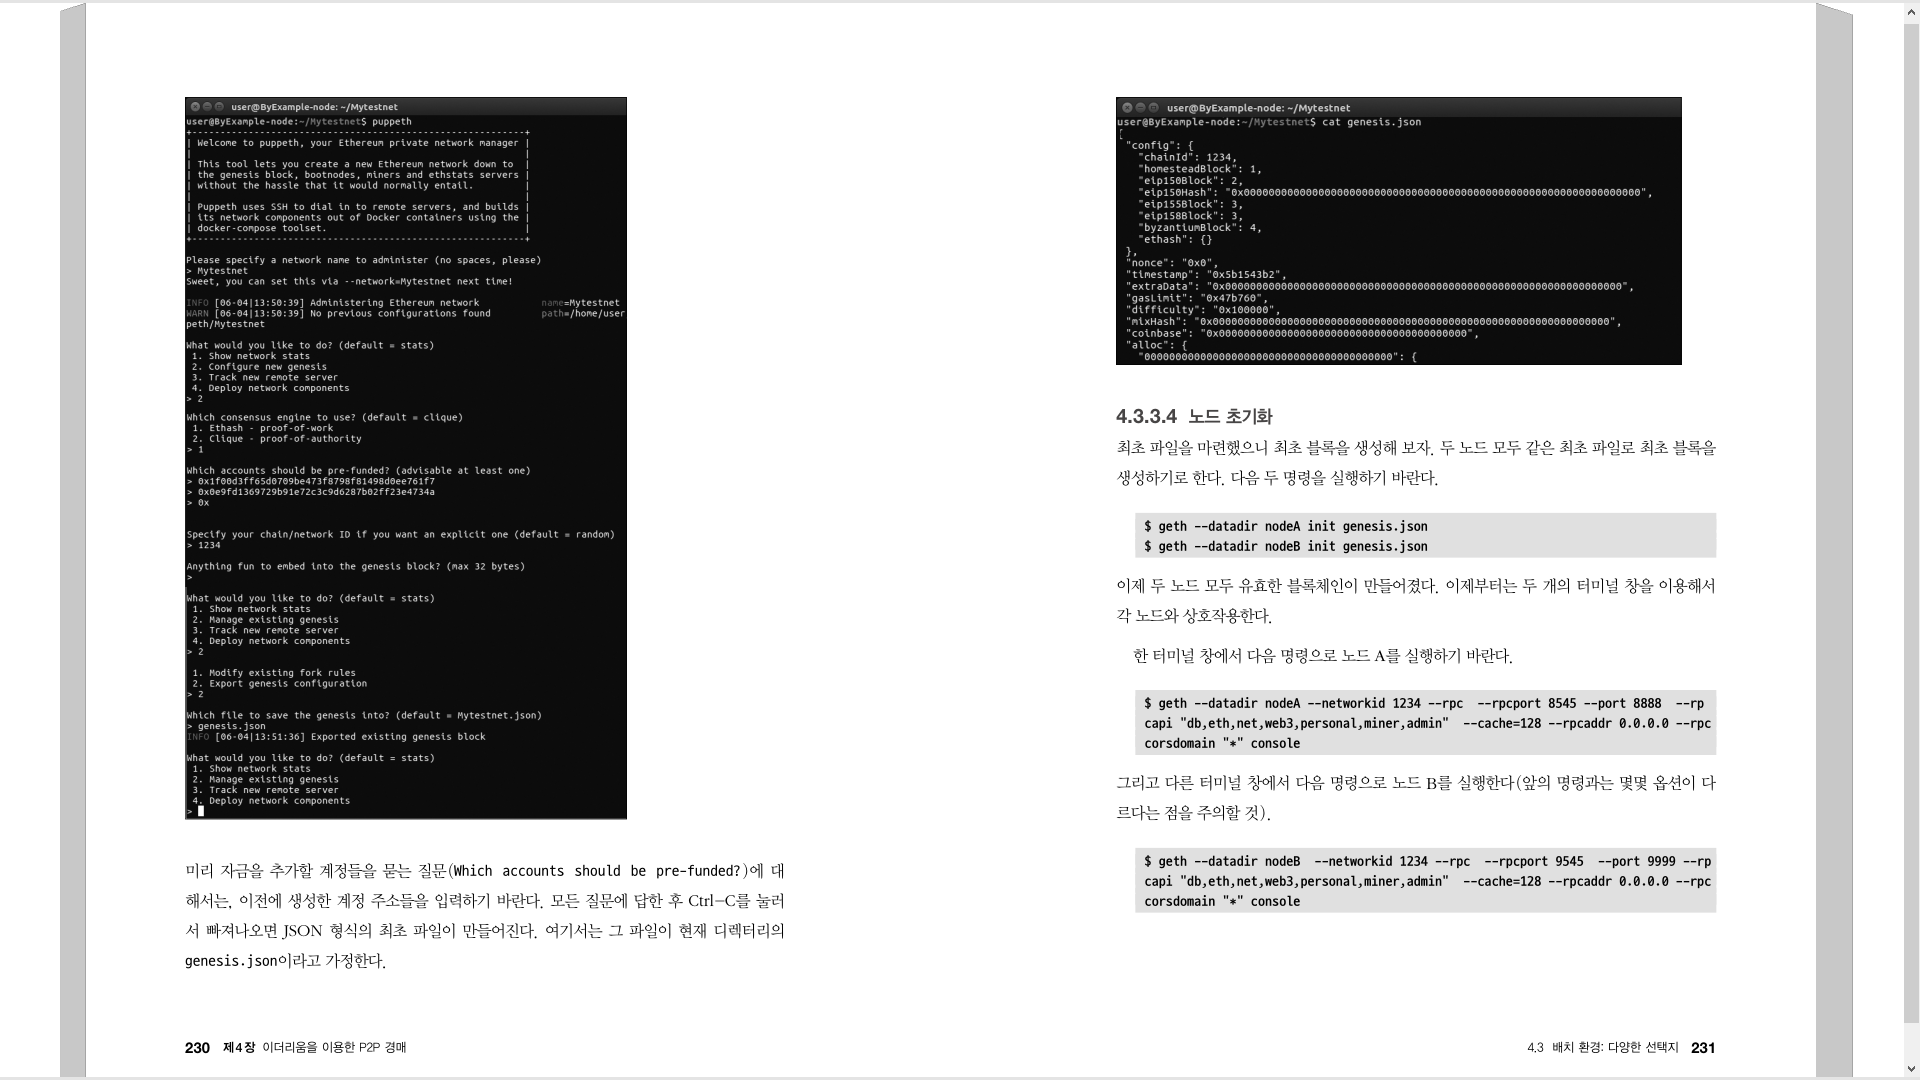 user@ByExample-node: ~/Mytestnet
user@ByExample-node:~/Mytestnet$ puppeth
+-----------------------------------------------------------+
| Welcome to puppeth, your Ethereum private network manager |
| |
| This tool lets you create a new Ethereum network down to |
| the genesis block, bootnodes, miners and ethstats servers |
| without the hassle that it would normally entail. |
| |
| Puppeth uses SSH to dial in to remote servers, and builds |
| its network components out of Docker containers using the |
| docker-compose toolset. |
+-----------------------------------------------------------+
Please specify a network name to administer (no spaces, please)
> Mytestnet
Sweet, you can set this via --network=Mytestnet next time!
INFO [06-04|13:50:39] Administering Ethereum network name=Mytestnet
WARN [06-04|13:50:39] No previous configurations found path=/home/user
peth/Mytestnet
What would you like to do? (default = stats)
1. Show network stats
2. Configure new genesis
3. Track new remote server
4. Deploy network components
> 2
Which consensus engine to use? (default = clique)
1. Ethash - proof-of-work
2. Clique - proof-of-authority
> 1
Which accounts should be pre-funded? (advisable at least one)
> 0x1f00d3ff65d0709be473f8798f81498d0ee761f7
> 0x0e9fd1369729b91e72c3c9d6287b02ff23e4734a
> 0x
Specify your chain/network ID if you want an explicit one (default = random)
> 1234
Anything fun to embed into the genesis block? (max 32 bytes)
>
What would you like to do? (default = stats)
1. Show network stats
2. Manage existing genesis
3. Track new remote server
4. Deploy network components
> 2
1. Modify existing fork rules
2. Export genesis configuration
> 2
Which file to save the genesis into? (default = Mytestnet.json)
> genesis.json
INFO [06-04|13:51:36] Exported existing genesis block
What would you like to do? (default = stats)
1. Show network stats
2. Manage existing genesis
3. Track new remote server
4. Deploy network components
>
미리 자금을 추가할 계정들을 묻는 질문(Which accounts should be pre-funded?)에 대
해서는, 이전에 생성한 계정 주소들을 입력하기 바란다. 모든 질문에 답한 후 Ctrl-C를 눌러
서 빠져나오면 JSON 형식의 최초 파일이 만들어진다. 여기서는 그 파일이 현재 디렉터리의
genesis.json이라고 가정한다.
230 제4장 이더리움을 이용한 P2P 경매
user@ByExample-node: ~/Mytestnet
user@ByExample-node:~/Mytestnet$ cat genesis.json
"config": {
"chainId": 1234,
"homesteadBlock": 1,
"eip150Block": 2,
"eip150Hash": "0x0000000000000000000000000000000000000000000000000000000000000000",
"eip155Block": 3,
"eip158Block": 3,
"byzantiumBlock": 4,
"ethash": {}
},
"nonce": "0x0",
"timestamp": "0x5b1543b2",
"extraData": "0x0000000000000000000000000000000000000000000000000000000000000000",
"gasLimit": "0x47b760",
"difficulty": "0x100000",
"mixHash": "0x0000000000000000000000000000000000000000000000000000000000000000",
"coinbase": "0x0000000000000000000000000000000000000000",
"alloc": {
"0000000000000000000000000000000000000000": {
4.3.3.4 노드 초기화
최초 파일을 마련했으니 최초 블록을 생성해 보자. 두 노드 모두 같은 최초 파일로 최초 블록을
생성하기로 한다. 다음 두 명령을 실행하기 바란다.
$ geth --datadir nodeA init genesis.json
$ geth --datadir nodeB init genesis.json
이제 두 노드 모두 유효한 블록체인이 만들어졌다. 이제부터는 두 개의 터미널 창을 이용해서
각 노드와 상호작용한다.
한 터미널 창에서 다음 명령으로 노드 A를 실행하기 바란다.
$ geth --datadir nodeA --networkid 1234 --rpc --rpcport 8545 --port 8888 --rp
capi "db,eth,net,web3,personal,miner,admin" --cache=128 --rpcaddr 0.0.0.0 --rpc
corsdomain "*" console
그리고 다른 터미널 창에서 다음 명령으로 노드 B를 실행한다(앞의 명령과는 몇몇 옵션이 다
르다는 점을 주의할 것).
$ geth --datadir nodeB --networkid 1234 --rpc --rpcport 9545 --port 9999 --rp
capi "db,eth,net,web3,personal,miner,admin" --cache=128 --rpcaddr 0.0.0.0 --rpc
corsdomain "*" console
4.3 배치 환경: 다양한 선택지 231